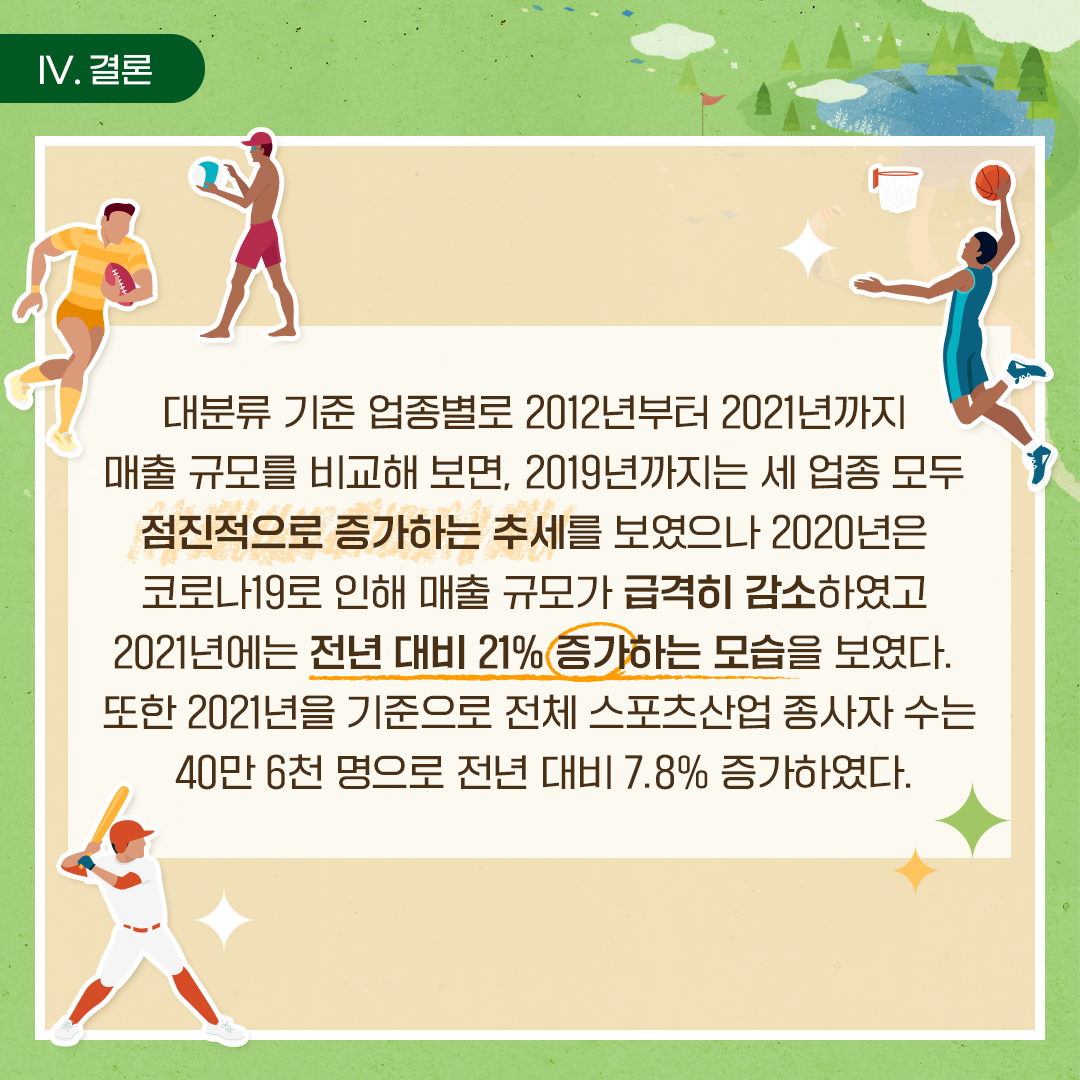 IV. 결론
대분류 기준 업종별로 2012년부터 2021년까지
매출 규모를 비교해 보면, 2019년까지는 세 업종 모두
점진적으로 증가하는 추세를 보였으나 2020년은
코로나19로 인해 매출 규모가 급격히 감소하였고
2021년에는 전년 대비 21% 증가하는 모습을 보였다.
또한 2021년을 기준으로 전체 스포츠산업 종사자 수는
40만 6천 명으로 전년 대비 7.8% 증가하였다.